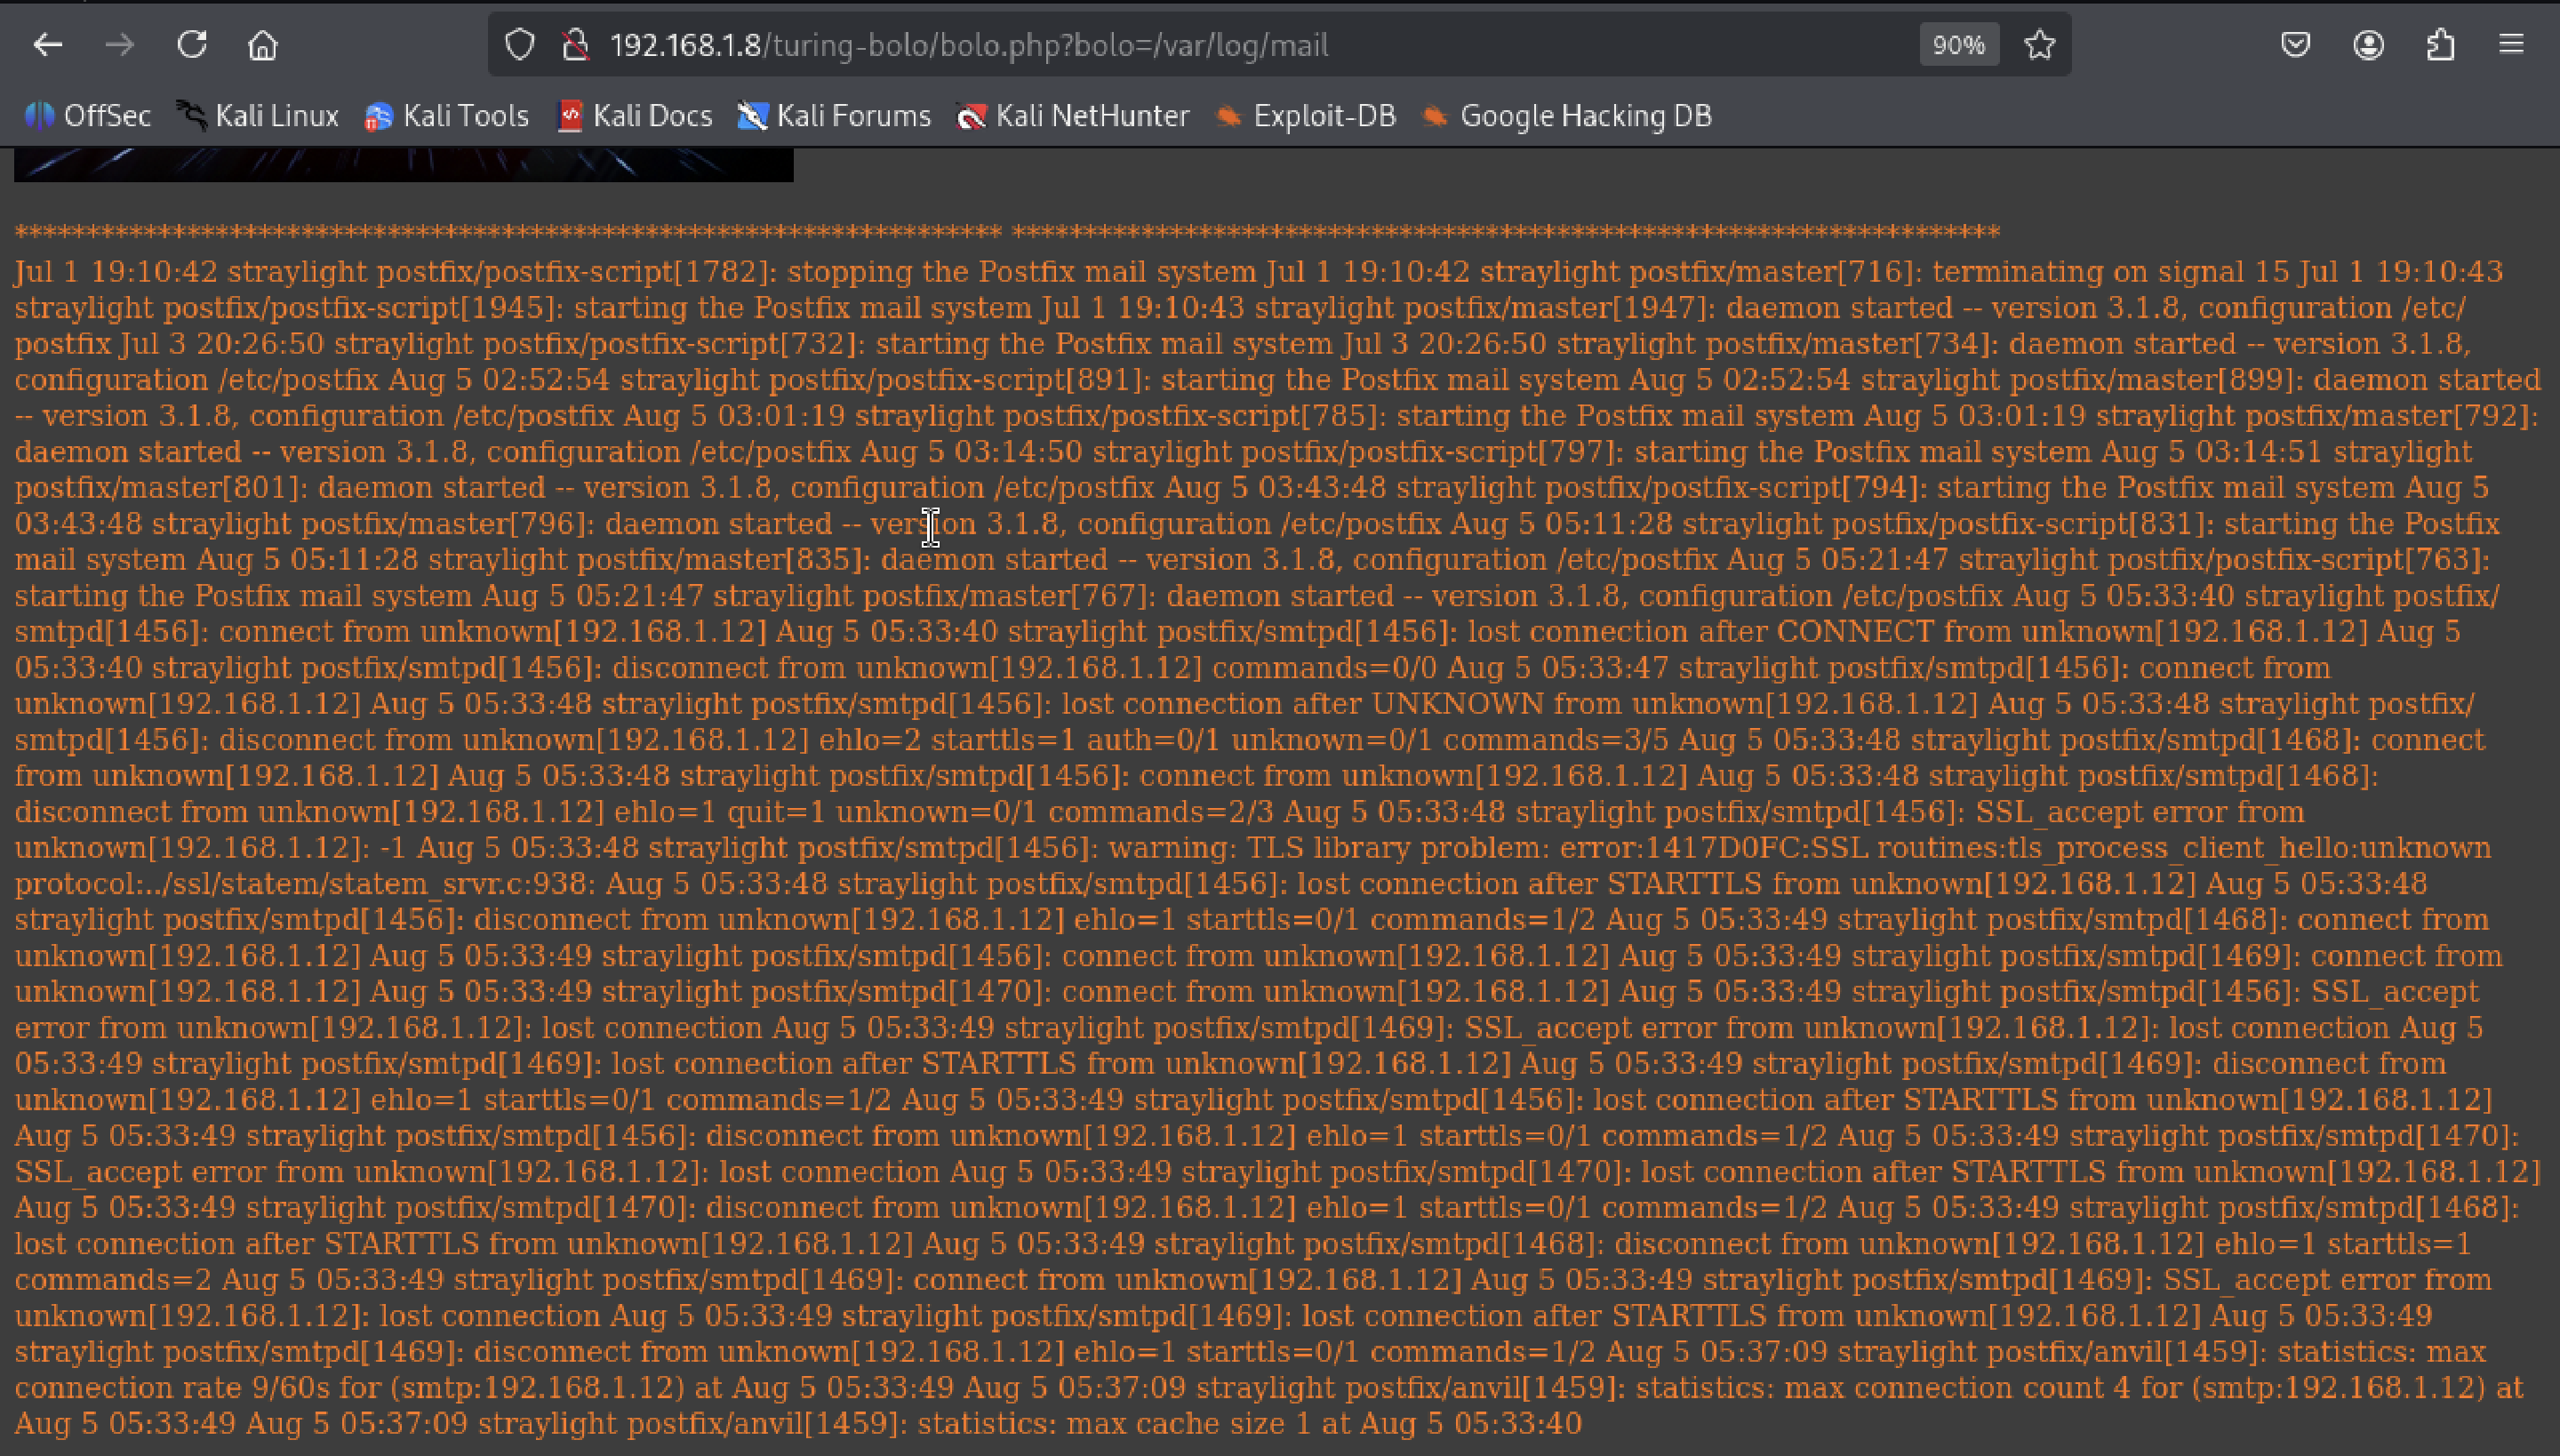 192.168.1.8/turing-bolo/bolo.php?bolo=/var/log/mail
90%
OffSec Kali Linux Kali Tools Kali Docs Kali Forums Kali NetHunter Exploit-DB Google Hacking DB
********************************************************************* *********************************************************************
Jul 1 19:10:42 straylight postfix/postfix-script[1782]: stopping the Postfix mail system Jul 1 19:10:42 straylight postfix/master[716]: terminating on signal 15 Jul 1 19:10:43
straylight postfix/postfix-script[1945]: starting the Postfix mail system Jul 1 19:10:43 straylight postfix/master[1947]: daemon started -- version 3.1.8, configuration /etc/
postfix Jul 3 20:26:50 straylight postfix/postfix-script[732]: starting the Postfix mail system Jul 3 20:26:50 straylight postfix/master[734]: daemon started -- version 3.1.8,
configuration /etc/postfix Aug 5 02:52:54 straylight postfix/postfix-script[891]: starting the Postfix mail system Aug 5 02:52:54 straylight postfix/master[899]: daemon started
-- version 3.1.8, configuration /etc/postfix Aug 5 03:01:19 straylight postfix/postfix-script[785]: starting the Postfix mail system Aug 5 03:01:19 straylight postfix/master[792]:
daemon started -- version 3.1.8, configuration /etc/postfix Aug 5 03:14:50 straylight postfix/postfix-script[797]: starting the Postfix mail system Aug 5 03:14:51 straylight
postfix/master[801]: daemon started -- version 3.1.8, configuration /etc/postfix Aug 5 03:43:48 straylight postfix/postfix-script[794]: starting the Postfix mail system Aug 5
03:43:48 straylight postfix/master[796]: daemon started -- version 3.1.8, configuration /etc/postfix Aug 5 05:11:28 straylight postfix/postfix-script[831]: starting the Postfix
mail system Aug 5 05:11:28 straylight postfix/master[835]: daemon started -- version 3.1.8, configuration /etc/postfix Aug 5 05:21:47 straylight postfix/postfix-script[763]:
starting the Postfix mail system Aug 5 05:21:47 straylight postfix/master[767]: daemon started -- version 3.1.8, configuration /etc/postfix Aug 5 05:33:40 straylight postfix/
smtpd[1456]: connect from unknown[192.168.1.12] Aug 5 05:33:40 straylight postfix/smtpd[1456]: lost connection after CONNECT from unknown[192.168.1.12] Aug 5
05:33:40 straylight postfix/smtpd[1456]: disconnect from unknown[192.168.1.12] commands=0/0 Aug 5 05:33:47 straylight postfix/smtpd[1456]: connect from
unknown[192.168.1.12] Aug 5 05:33:48 straylight postfix/smtpd[1456]: lost connection after UNKNOWN from unknown[192.168.1.12] Aug 5 05:33:48 straylight postfix/
smtpd[1456]: disconnect from unknown[192.168.1.12] ehlo=2 starttls=1 auth=0/1 unknown=0/1 commands=3/5 Aug 5 05:33:48 straylight postfix/smtpd[1468]: connect
from unknown[192.168.1.12] Aug 5 05:33:48 straylight postfix/smtpd[1456]: connect from unknown[192.168.1.12] Aug 5 05:33:48 straylight postfix/smtpd[1468]:
disconnect from unknown[192.168.1.12] ehlo=1 quit=1 unknown=0/1 commands=2/3 Aug 5 05:33:48 straylight postfix/smtpd[1456]: SSL_accept error from
unknown[192.168.1.12]: -1 Aug 5 05:33:48 straylight postfix/smtpd[1456]: warning: TLS library problem: error:1417D0FC:SSL routines:tls_process_client_hello:unknown
protocol:../ssl/statem/statem_srvr.c:938: Aug 5 05:33:48 straylight postfix/smtpd[1456]: lost connection after STARTTLS from unknown[192.168.1.12] Aug 5 05:33:48
straylight postfix/smtpd[1456]: disconnect from unknown[192.168.1.12] ehlo=1 starttls=0/1 commands=1/2 Aug 5 05:33:49 straylight postfix/smtpd[1468]: connect from
unknown[192.168.1.12] Aug 5 05:33:49 straylight postfix/smtpd[1456]: connect from unknown[192.168.1.12] Aug 5 05:33:49 straylight postfix/smtpd[1469]: connect from
unknown[192.168.1.12] Aug 5 05:33:49 straylight postfix/smtpd[1470]: connect from unknown[192.168.1.12] Aug 5 05:33:49 straylight postfix/smtpd[1456]: SSL_accept
error from unknown[192.168.1.12]: lost connection Aug 5 05:33:49 straylight postfix/smtpd[1469]: SSL_accept error from unknown[192.168.1.12]: lost connection Aug 5
05:33:49 straylight postfix/smtpd[1469]: lost connection after STARTTLS from unknown[192.168.1.12] Aug 5 05:33:49 straylight postfix/smtpd[1469]: disconnect from
unknown[192.168.1.12] ehlo=1 starttls=0/1 commands=1/2 Aug 5 05:33:49 straylight postfix/smtpd[1456]: lost connection after STARTTLS from unknown[192.168.1.12]
Aug 5 05:33:49 straylight postfix/smtpd[1456]: disconnect from unknown[192.168.1.12] ehlo=1 starttls=0/1 commands=1/2 Aug 5 05:33:49 straylight postfix/smtpd[1470]:
SSL_accept error from unknown[192.168.1.12]: lost connection Aug 5 05:33:49 straylight postfix/smtpd[1470]: lost connection after STARTTLS from unknown[192.168.1.12]
Aug 5 05:33:49 straylight postfix/smtpd[1470]: disconnect from unknown[192.168.1.12] ehlo=1 starttls=0/1 commands=1/2 Aug 5 05:33:49 straylight postfix/smtpd[1468]:
lost connection after STARTTLS from unknown[192.168.1.12] Aug 5 05:33:49 straylight postfix/smtpd[1468]: disconnect from unknown[192.168.1.12] ehlo=1 starttls=1
commands=2 Aug 5 05:33:49 straylight postfix/smtpd[1469]: connect from unknown[192.168.1.12] Aug 5 05:33:49 straylight postfix/smtpd[1469]: SSL_accept error from
unknown[192.168.1.12]: lost connection Aug 5 05:33:49 straylight postfix/smtpd[1469]: lost connection after STARTTLS from unknown[192.168.1.12] Aug 5 05:33:49
straylight postfix/smtpd[1469]: disconnect from unknown[192.168.1.12] ehlo=1 starttls=0/1 commands=1/2 Aug 5 05:37:09 straylight postfix/anvil[1459]: statistics: max
connection rate 9/60s for (smtp:192.168.1.12) at Aug 5 05:33:49 Aug 5 05:37:09 straylight postfix/anvil[1459]: statistics: max connection count 4 for (smtp:192.168.1.12) at
Aug 5 05:33:49 Aug 5 05:37:09 straylight postfix/anvil[1459]: statistics: max cache size 1 at Aug 5 05:33:40